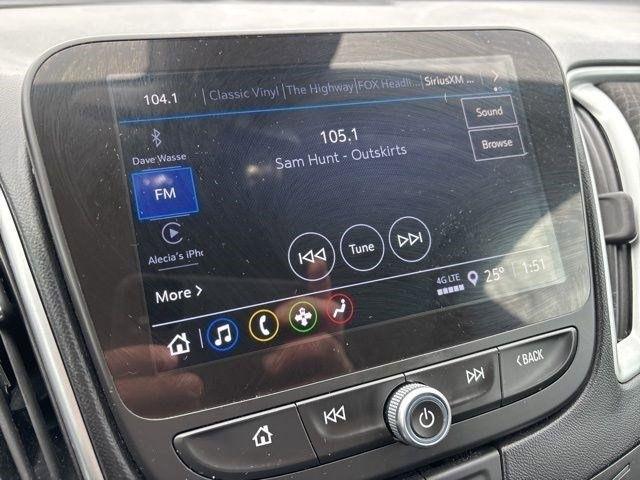 104.1 Classic Vinyl The Highway FOX Headli... SiriusXM ...
Sound
105.1
Browse
Sam Hunt - Outskirts
Dave Wasse
FM
Tune
Alecia's iPho
More >
4G LTE
25° 1:51
< BACK